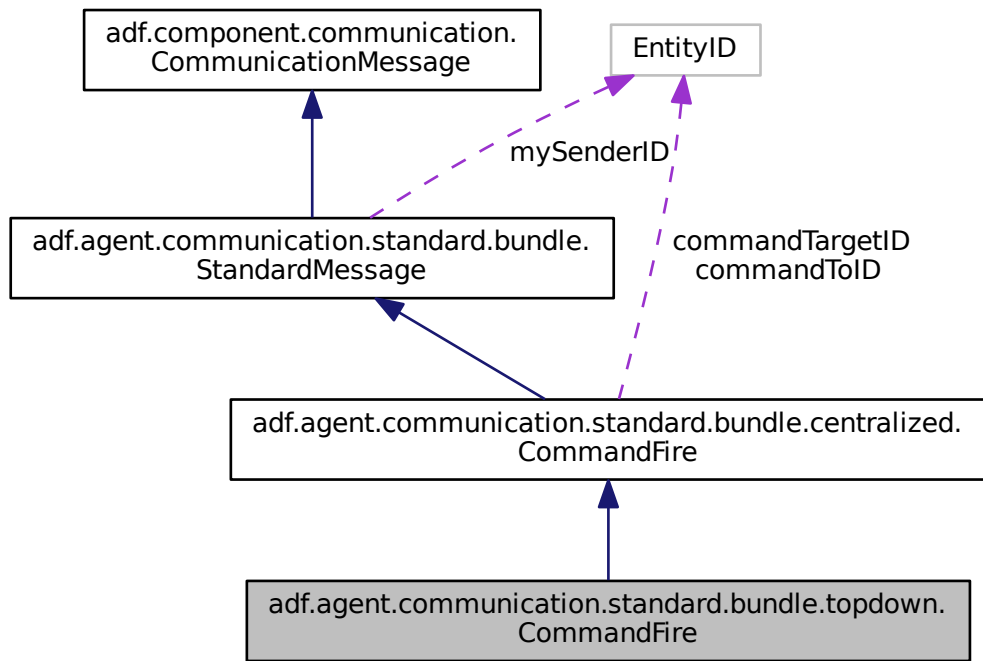 adf.component.communication.
CommunicationMessage
EntityID
mySenderID
adf.agent.communication.standard.bundle.
StandardMessage
commandTargetID
commandToID
adf.agent.communication.standard.bundle.centralized.
CommandFire
adf.agent.communication.standard.bundle.topdown.
CommandFire